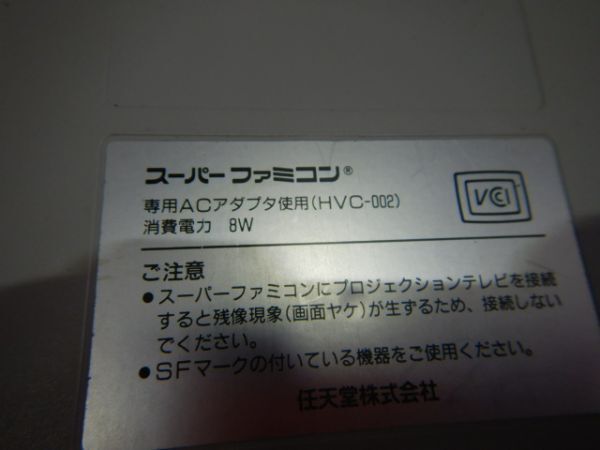 スーパーファミコン®
専用ACアダプタ使用(HVC-002)
消費電力 8W
VCCI
ご注意
●スーパーファミコンにプロジェクションテレビを接続
すると残像現象(画面ヤケ)が生ずるため、接続しない
でください。
●SFマークの付いている機器をご使用ください。
任天堂株式会社